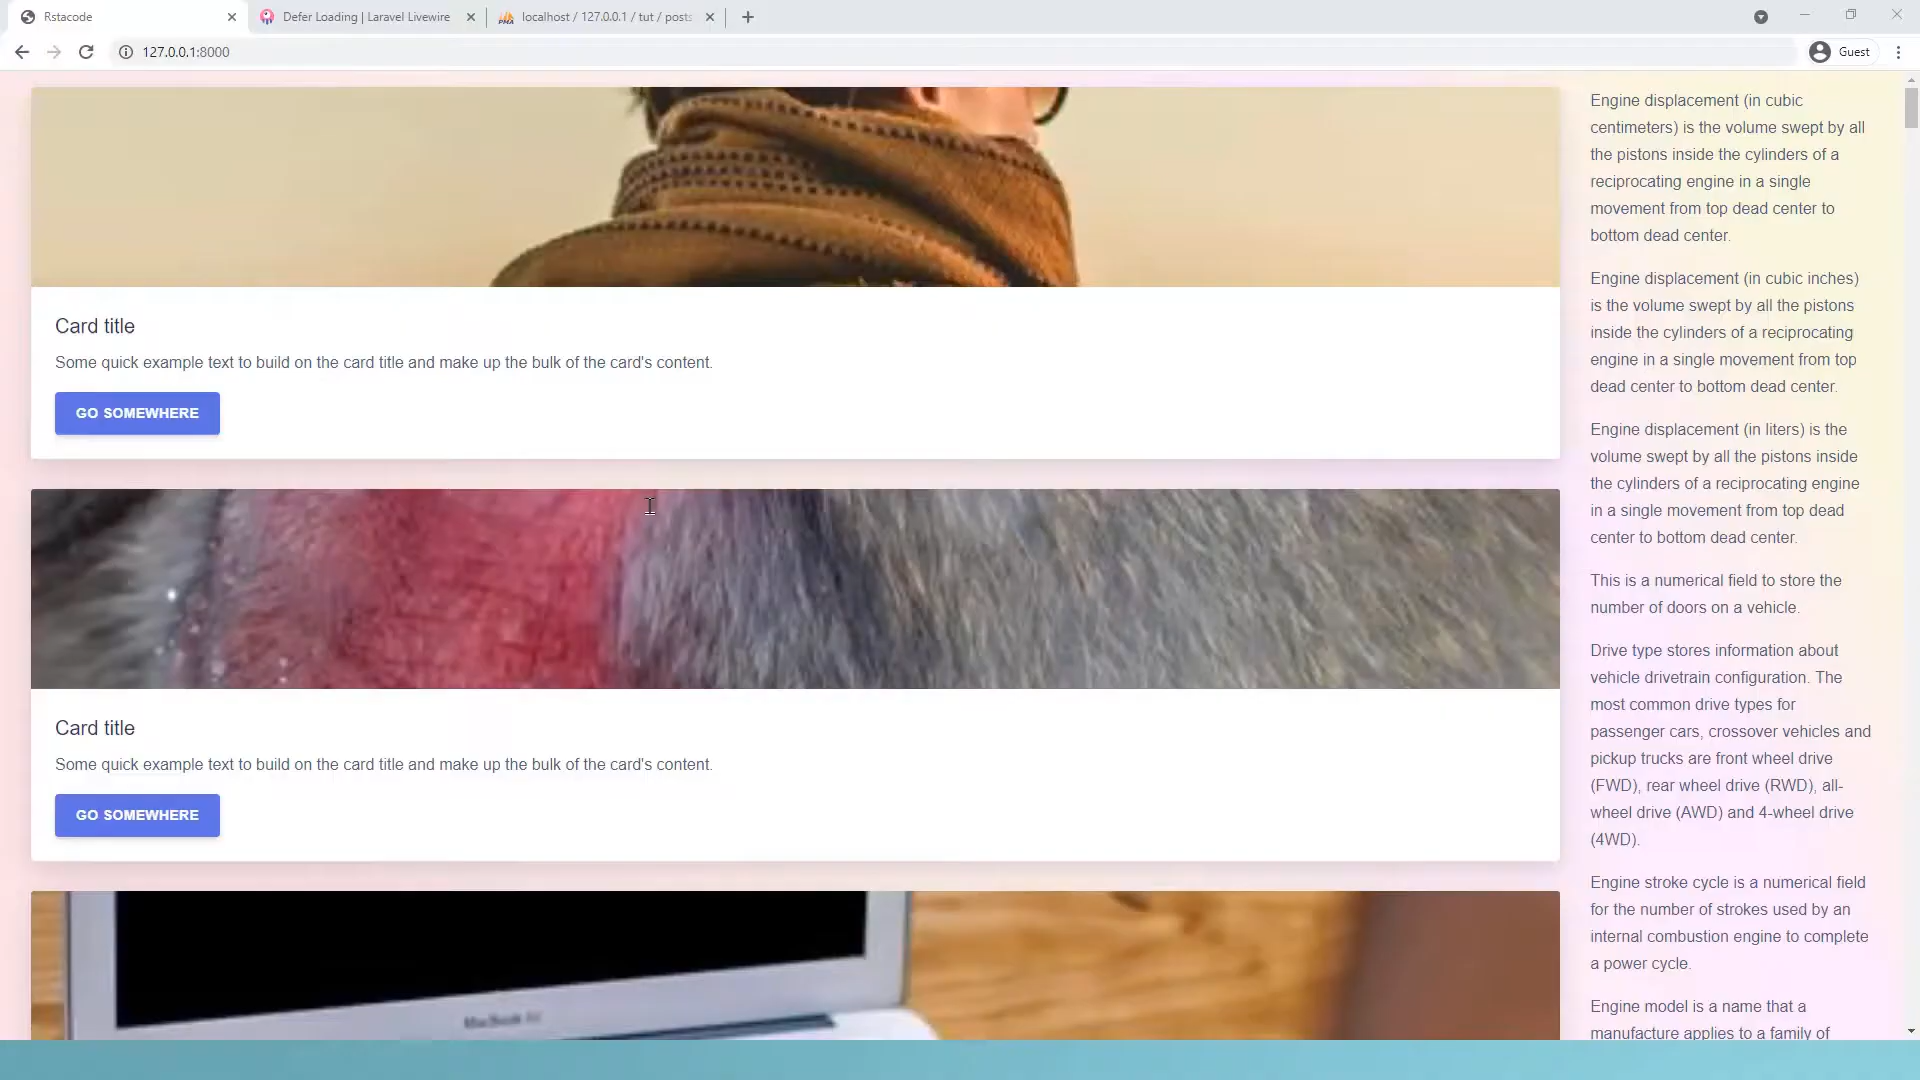 Rstacode
Defer Loading | Laravel Livewire
localhost / 127.0.0.1 / tut / posts
127.0.0.1:8000
Guest
Card title
Some quick example text to build on the card title and make up the bulk of the card's content.
GO SOMEWHERE
Card title
Some quick example text to build on the card title and make up the bulk of the card's content.
GO SOMEWHERE
MacBook Air
Engine displacement (in cubic
centimeters) is the volume swept by all
the pistons inside the cylinders of a
reciprocating engine in a single
movement from top dead center to
bottom dead center.
Engine displacement (in cubic inches)
is the volume swept by all the pistons
inside the cylinders of a reciprocating
engine in a single movement from top
dead center to bottom dead center.
Engine displacement (in liters) is the
volume swept by all the pistons inside
the cylinders of a reciprocating engine
in a single movement from top dead
center to bottom dead center.
This is a numerical field to store the
number of doors on a vehicle.
Drive type stores information about
vehicle drivetrain configuration. The
most common drive types for
passenger cars, crossover vehicles and
pickup trucks are front wheel drive
(FWD), rear wheel drive (RWD), all-
wheel drive (AWD) and 4-wheel drive
(4WD).
Engine stroke cycle is a numerical field
for the number of strokes used by an
internal combustion engine to complete
a power cycle.
Engine model is a name that a
manufacture applies to a family of